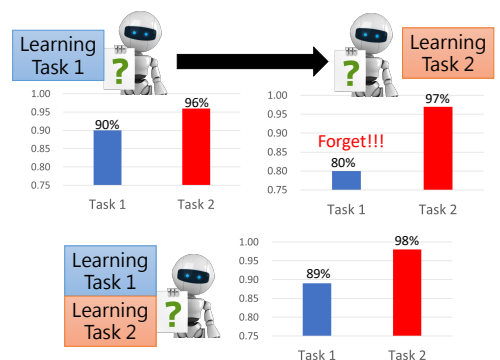 Learning
Task 1
?
?
Learning
Task 2
1.00
0.95
0.90
0.85
0.80
0.75
90%
96%
Task 1
Task 2
1.00
0.95
0.90
0.85
0.80
0.75
Forget!!!
80%
97%
Task 1
Task 2
Learning
Task 1
Learning
Task 2
?
1.00
0.95
0.90
0.85
0.80
0.75
89%
98%
Task 1
Task 2